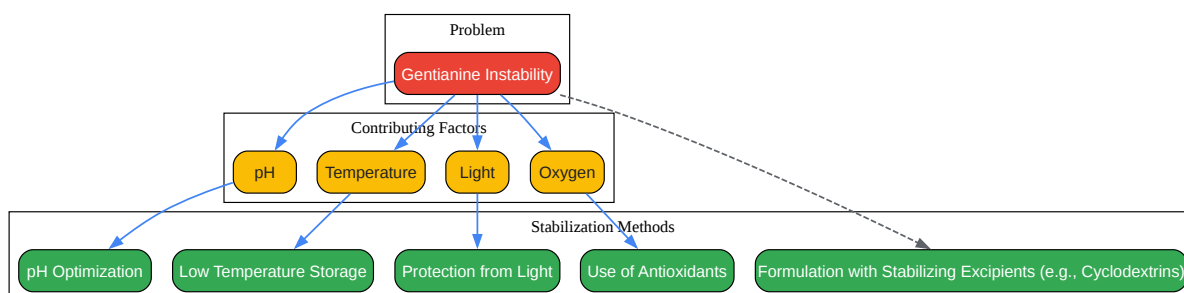 Problem
Gentianine Instability
Contributing Factors
pH
Temperature
Light
Oxygen
Stabilization Methods
pH Optimization
Low Temperature Storage
Protection from Light
Use of Antioxidants
Formulation with Stabilizing Excipients (e.g., Cyclodextrins)